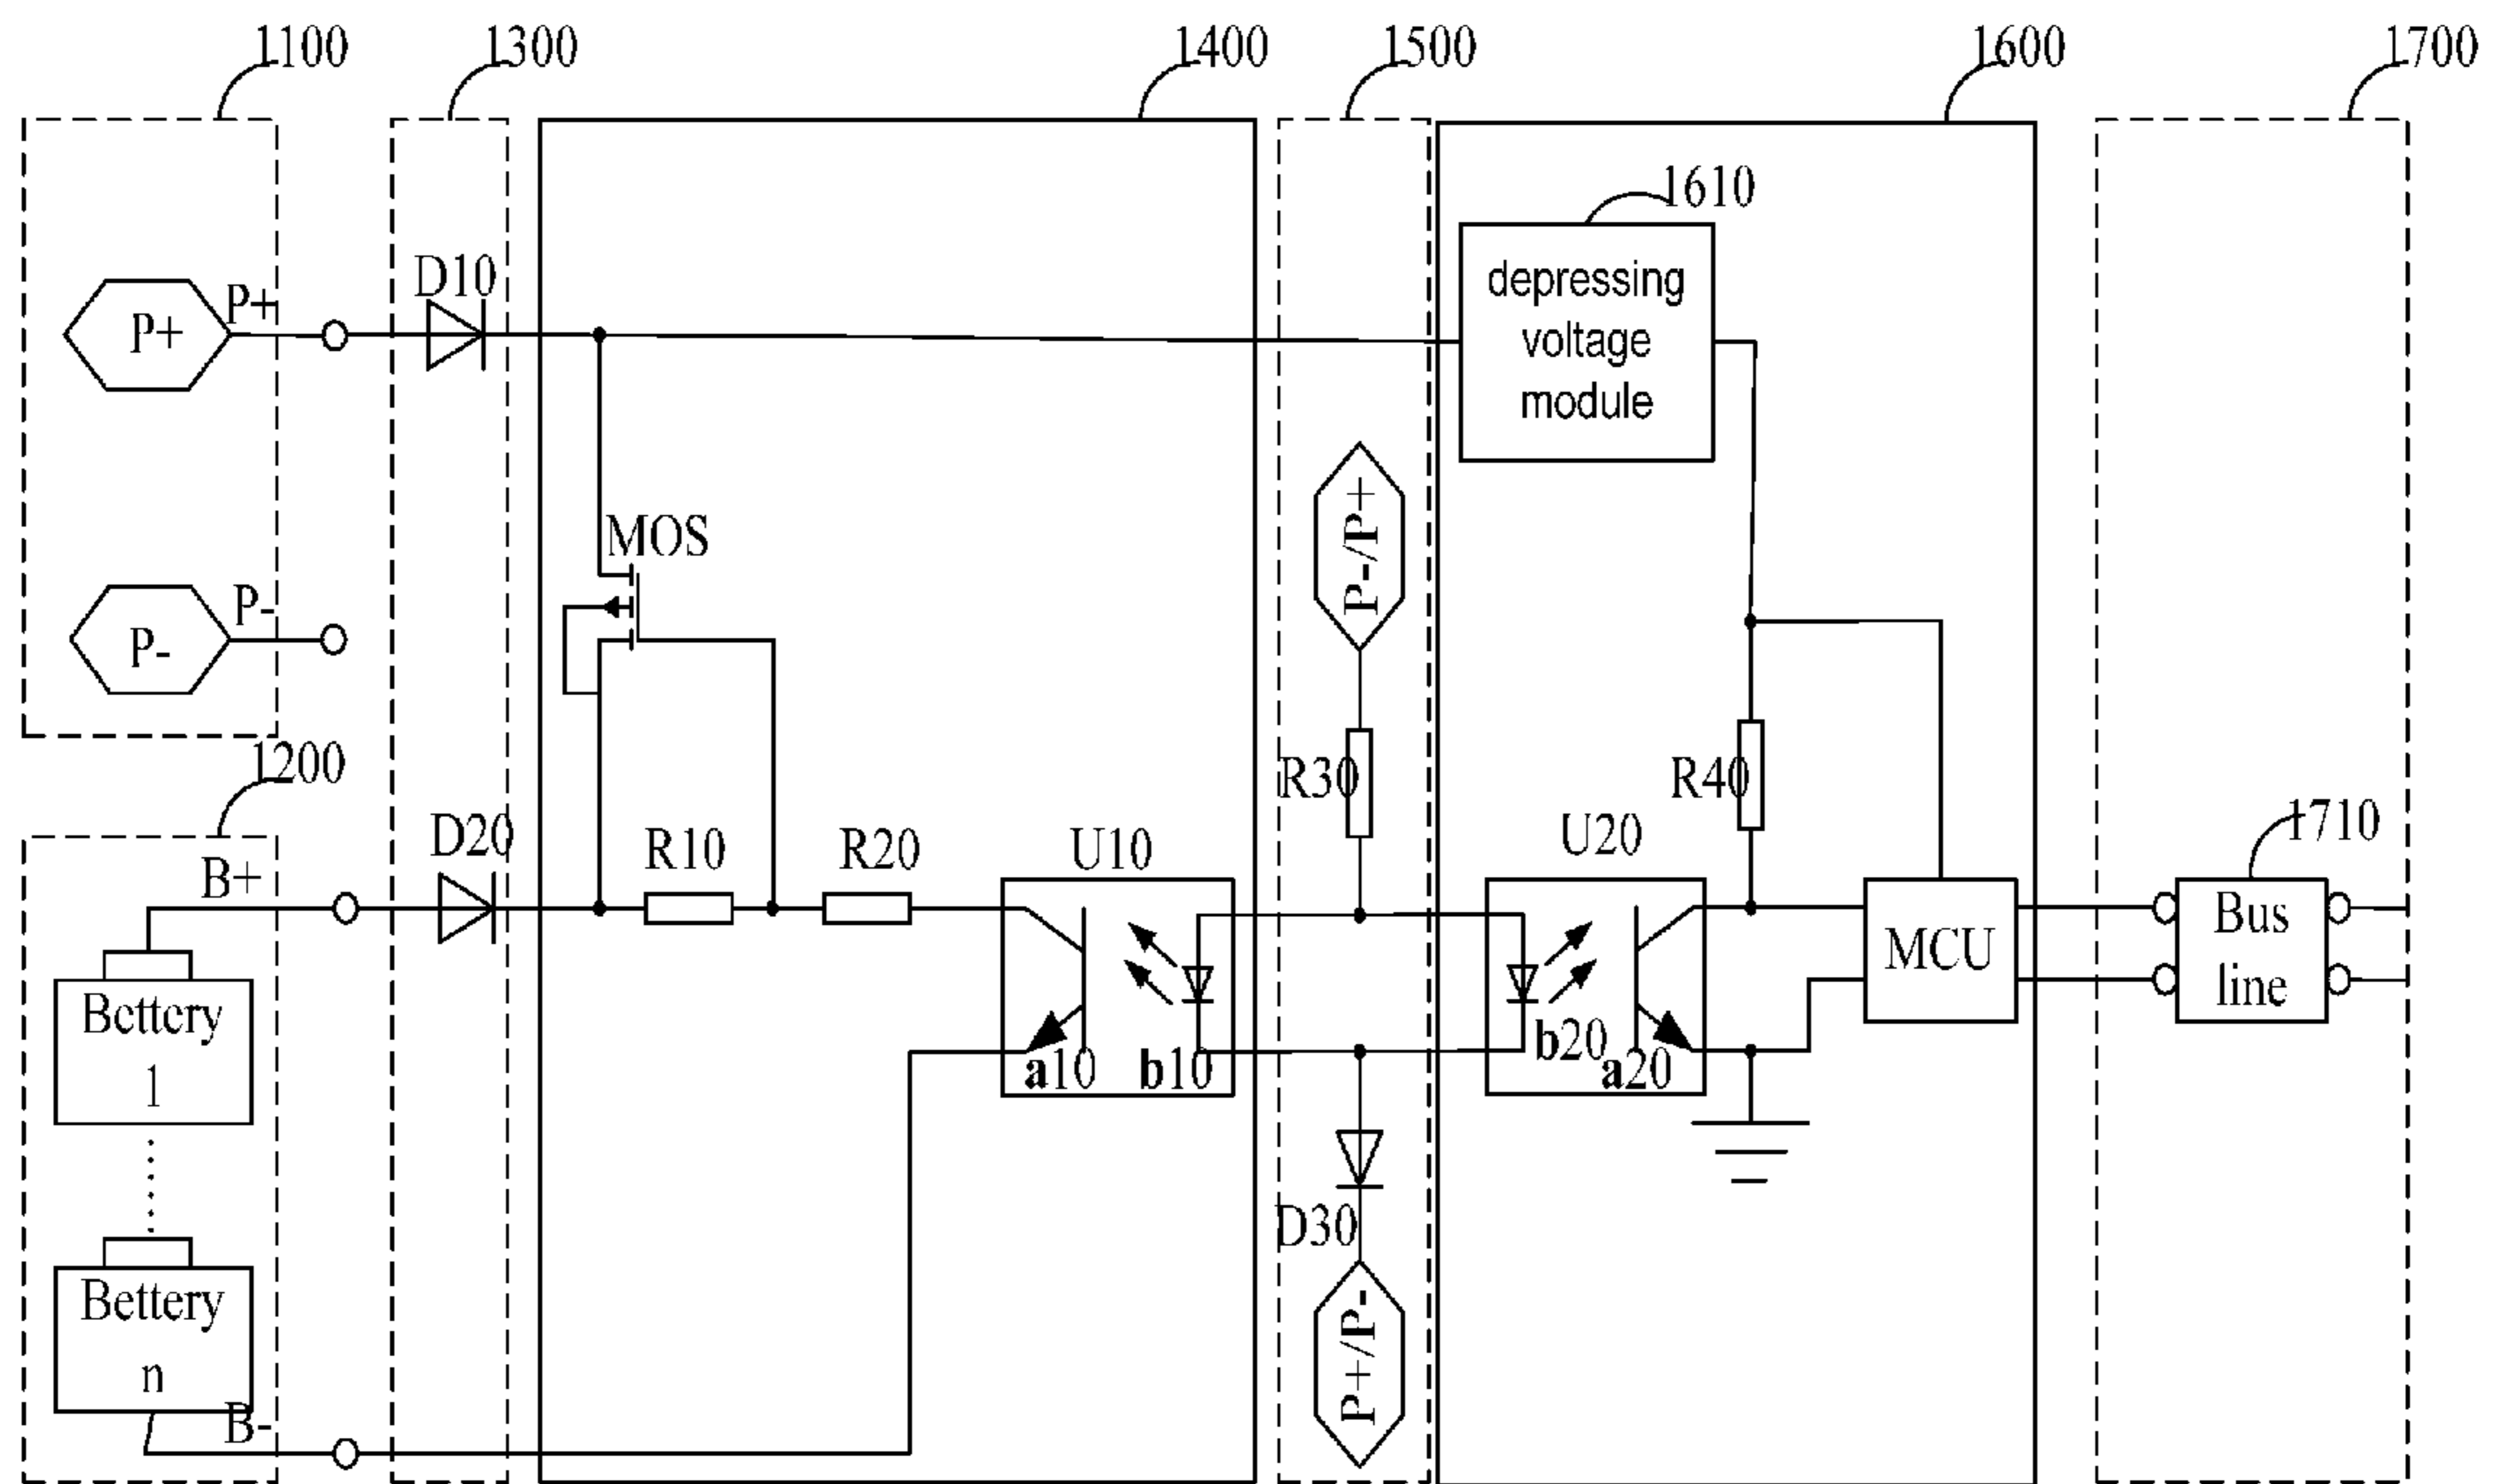 1100
1300
1400
1500
1600
1700
1610
depressing
voltage
module
D10
P+
P+
MOS
P-/P+
P-
P-
1200
R30
R40
1710
D20
B+
R10
R20
U10
U20
Bettery
1
MCU
Bus
line
a10
b10
b20
a20
D30
Bettery
n
B-
P+/P-